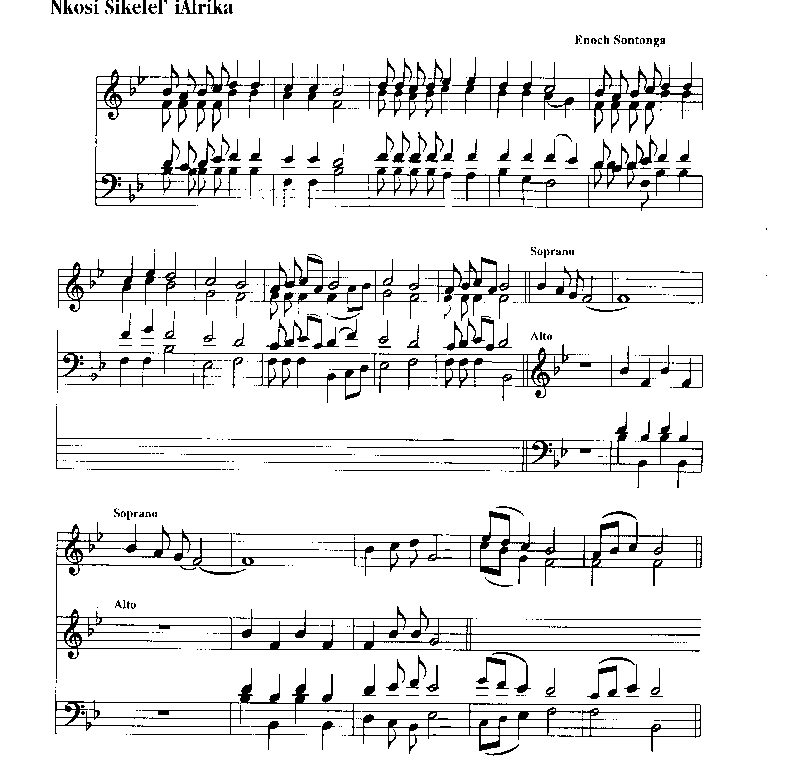 Nkosi Sikelel' iAfrika
Enoch Sontonga
Soprano
Alto
Soprano
Alto